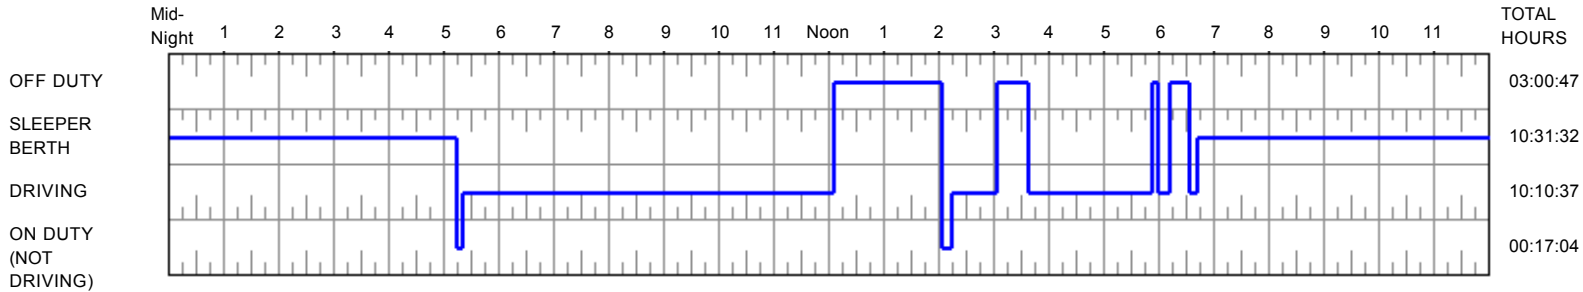 Mid-
Night 1 2 3 4 5 6 7 8 9 10 11 Noon 1 2 3 4 5 6 7 8 9 10 11
TOTAL
HOURS
OFF DUTY 03:00:47
SLEEPER
BERTH 10:31:32
DRIVING 10:10:37
ON DUTY
(NOT
DRIVING) 00:17:04